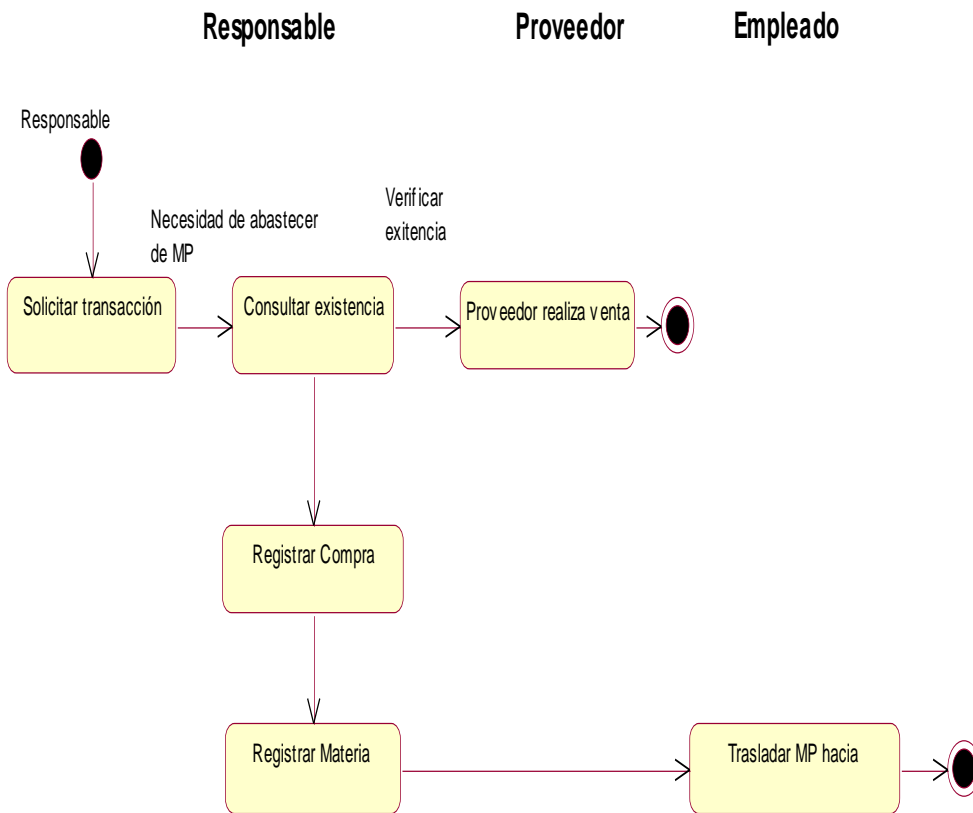 Responsable Proveedor Empleado
Responsable
Necesidad de abastecer
de MP
Verificar
exitencia
Solicitar transacción
Consultar existencia
Proveedor realiza venta
Registrar Compra
Registrar Materia
Trasladar MP hacia